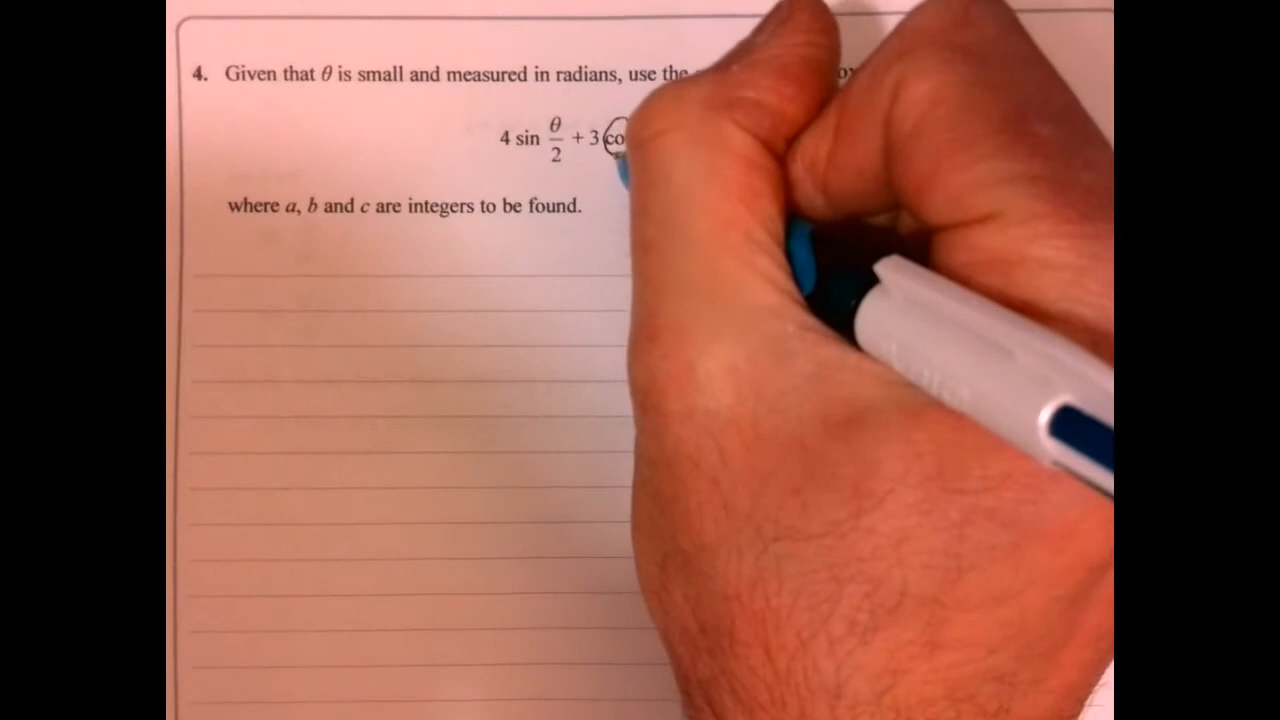 4. Given that θ is small and measured in radians, use the
4 sin θ/2 + 3 co
where a, b and c are integers to be found.